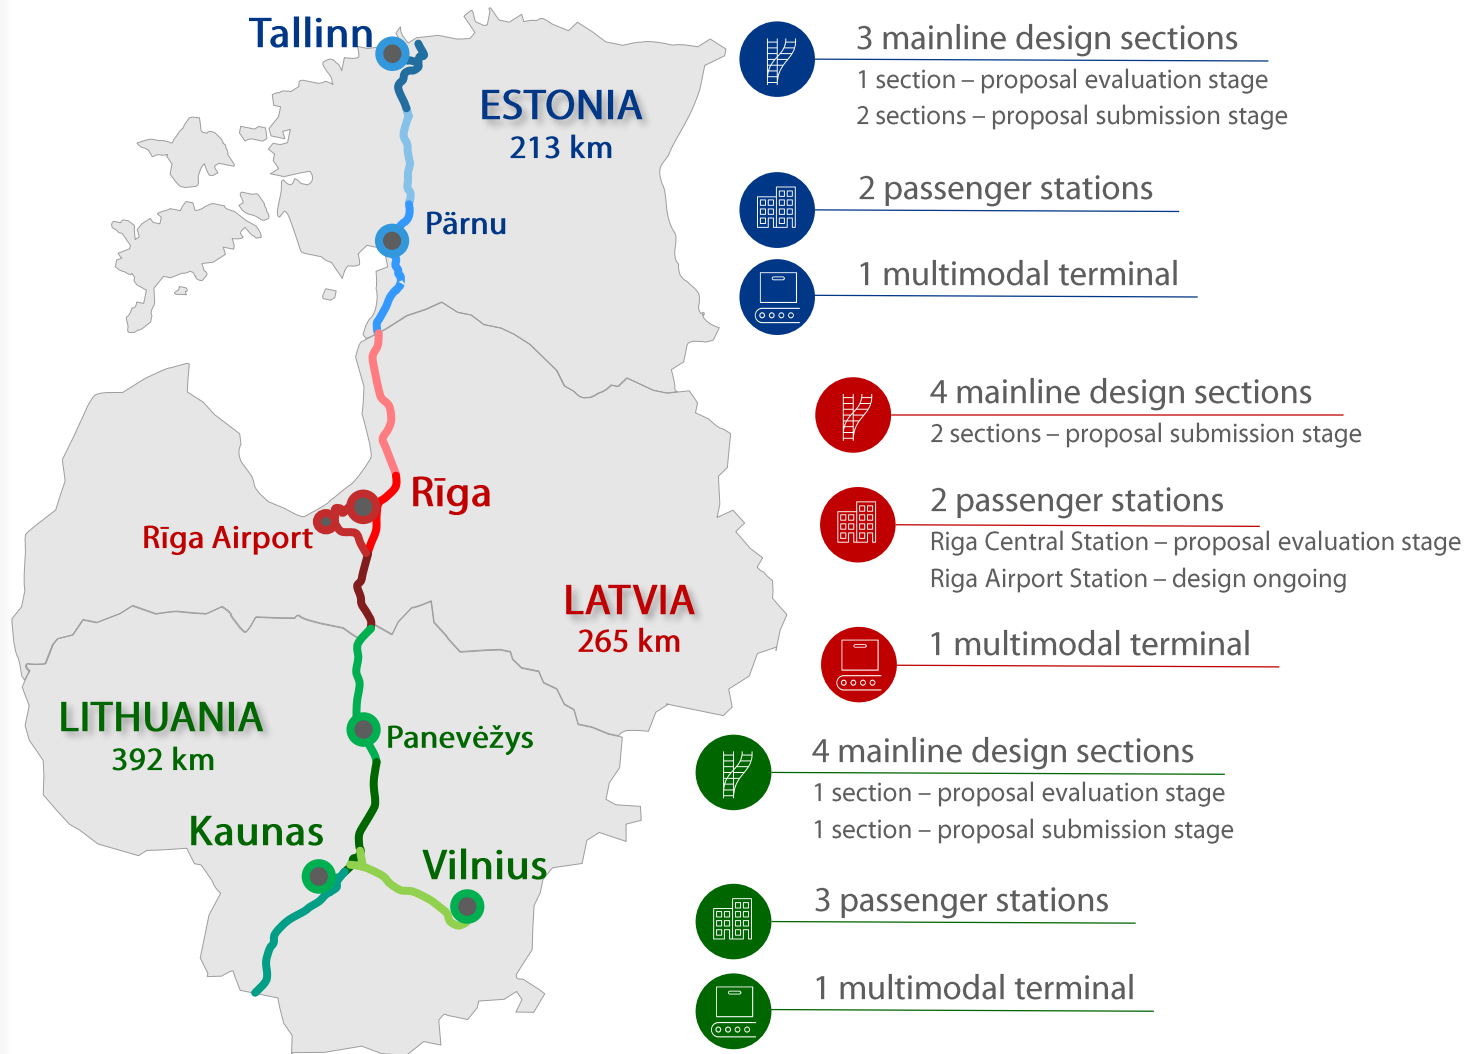 Tallinn
ESTONIA
213 km
Pärnu
3 mainline design sections
1 section – proposal evaluation stage
2 sections – proposal submission stage
2 passenger stations
1 multimodal terminal
Rīga
Rīga Airport
LATVIA
265 km
4 mainline design sections
2 sections – proposal submission stage
2 passenger stations
Riga Central Station – proposal evaluation stage
Riga Airport Station – design ongoing
1 multimodal terminal
LITHUANIA
392 km
Panevėžys
Kaunas
Vilnius
4 mainline design sections
1 section – proposal evaluation stage
1 section – proposal submission stage
3 passenger stations
1 multimodal terminal